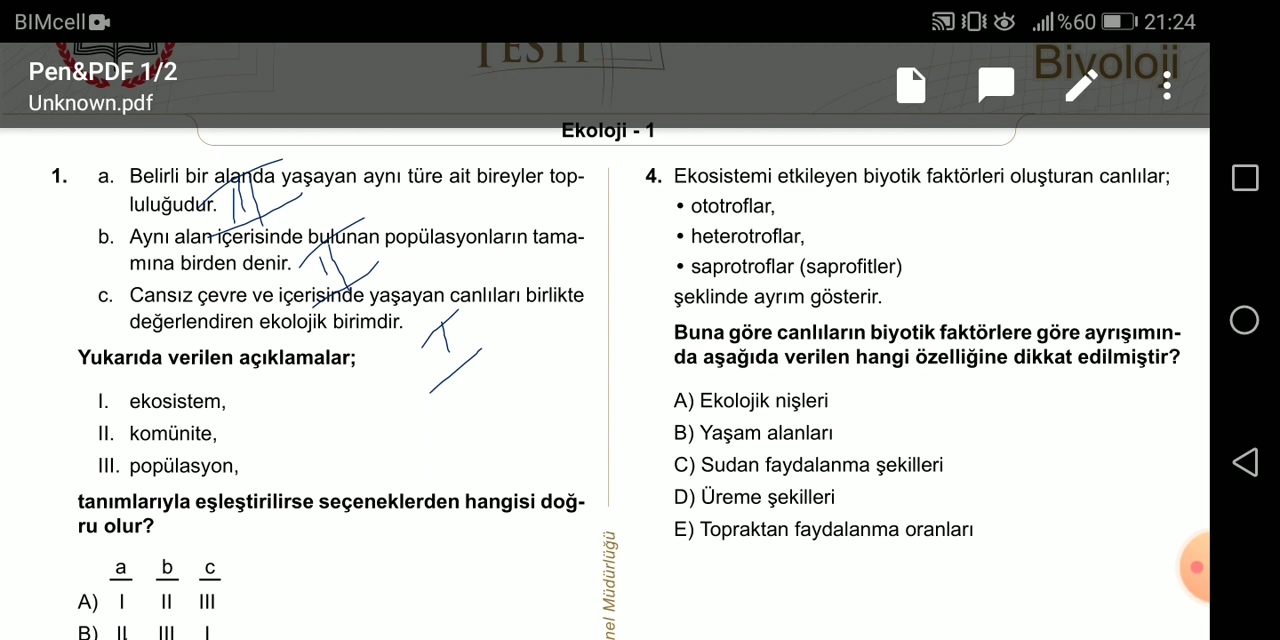 BIMcell
%60
21:24
TESTİ
Biyoloji
Pen&PDF 1/2
Unknown.pdf
Ekoloji - 1
1. a. Belirli bir alanda yaşayan aynı türe ait bireyler top-
luluğudur.
III
b. Aynı alan içerisinde bulunan popülasyonların tama-
mına birden denir.
II
c. Cansız çevre ve içerisinde yaşayan canlıları birlikte
değerlendiren ekolojik birimdir.
I
Yukarıda verilen açıklamalar;
I. ekosistem,
II. komünite,
III. popülasyon,
tanımlarıyla eşleştirilirse seçeneklerden hangisi doğ-
ru olur?
a b c
A) I II III
B) II III I
nel Müdürlüğü
4. Ekosistemi etkileyen biyotik faktörleri oluşturan canlılar;
• ototroflar,
• heterotroflar,
• saprotroflar (saprofitler)
şeklinde ayrım gösterir.
Buna göre canlıların biyotik faktörlere göre ayrışımın-
da aşağıda verilen hangi özelliğine dikkat edilmiştir?
A) Ekolojik nişleri
B) Yaşam alanları
C) Sudan faydalanma şekilleri
D) Üreme şekilleri
E) Topraktan faydalanma oranları